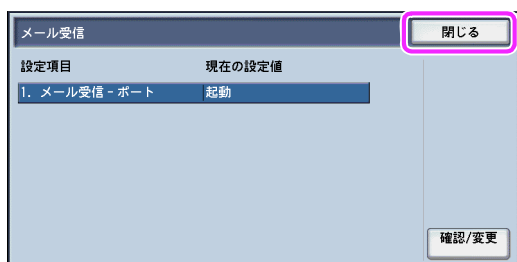 メール受信
閉じる
設定項目 現在の設定値
1. メール受信 - ポート 起動
確認/変更